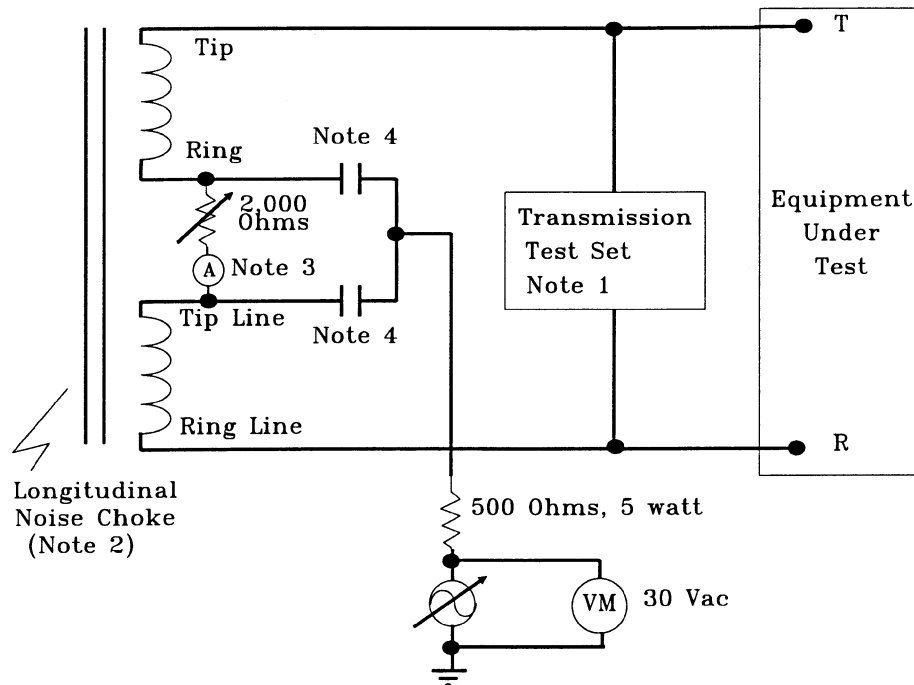 Tip
T
Note 4
Ring
2,000
Ohms
Transmission
Test Set
Note 1
Equipment
Under
Test
A
Note 3
Tip Line
Note 4
Ring Line
R
Longitudinal
Noise Choke
(Note 2)
500 Ohms, 5 watt
VM
30 Vac